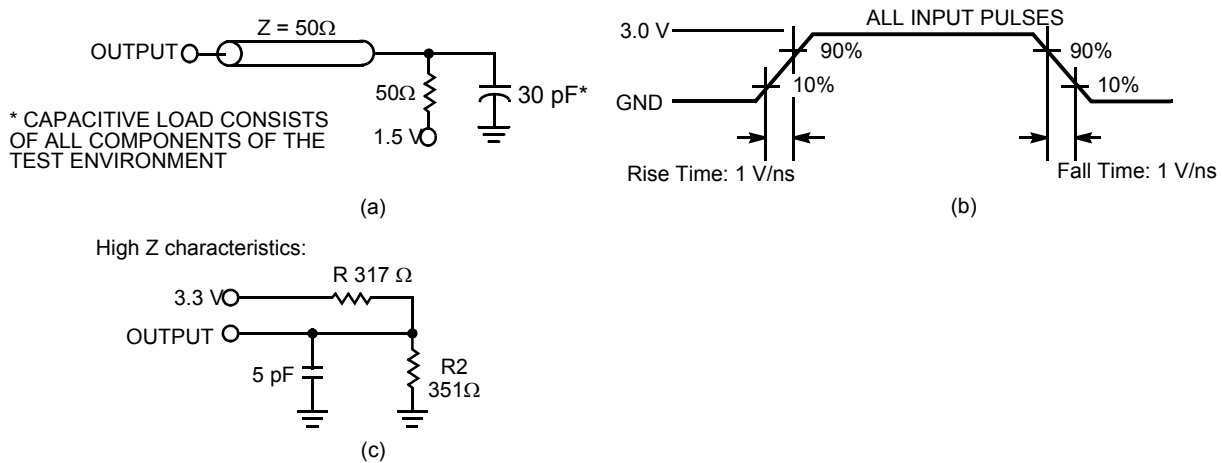 Z = 50Ω
OUTPUT
50Ω
30 pF*
1.5 V
* CAPACITIVE LOAD CONSISTS
OF ALL COMPONENTS OF THE
TEST ENVIRONMENT
(a)
ALL INPUT PULSES
3.0 V
90%
90%
10%
10%
GND
Rise Time: 1 V/ns
Fall Time: 1 V/ns
(b)
High Z characteristics:
R 317 Ω
3.3 V
OUTPUT
5 pF
R2
351Ω
(c)